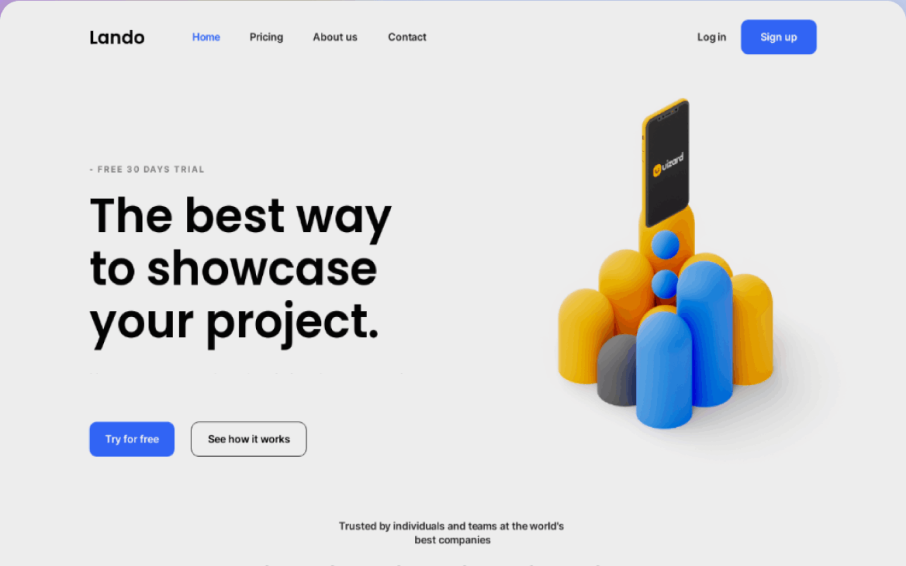 Lando
Home
Pricing
About us
Contact
Log in
Sign up
- FREE 30 DAYS TRIAL
The best way
to showcase
your project.
uizard
Try for free
See how it works
Trusted by individuals and teams at the world's
best companies